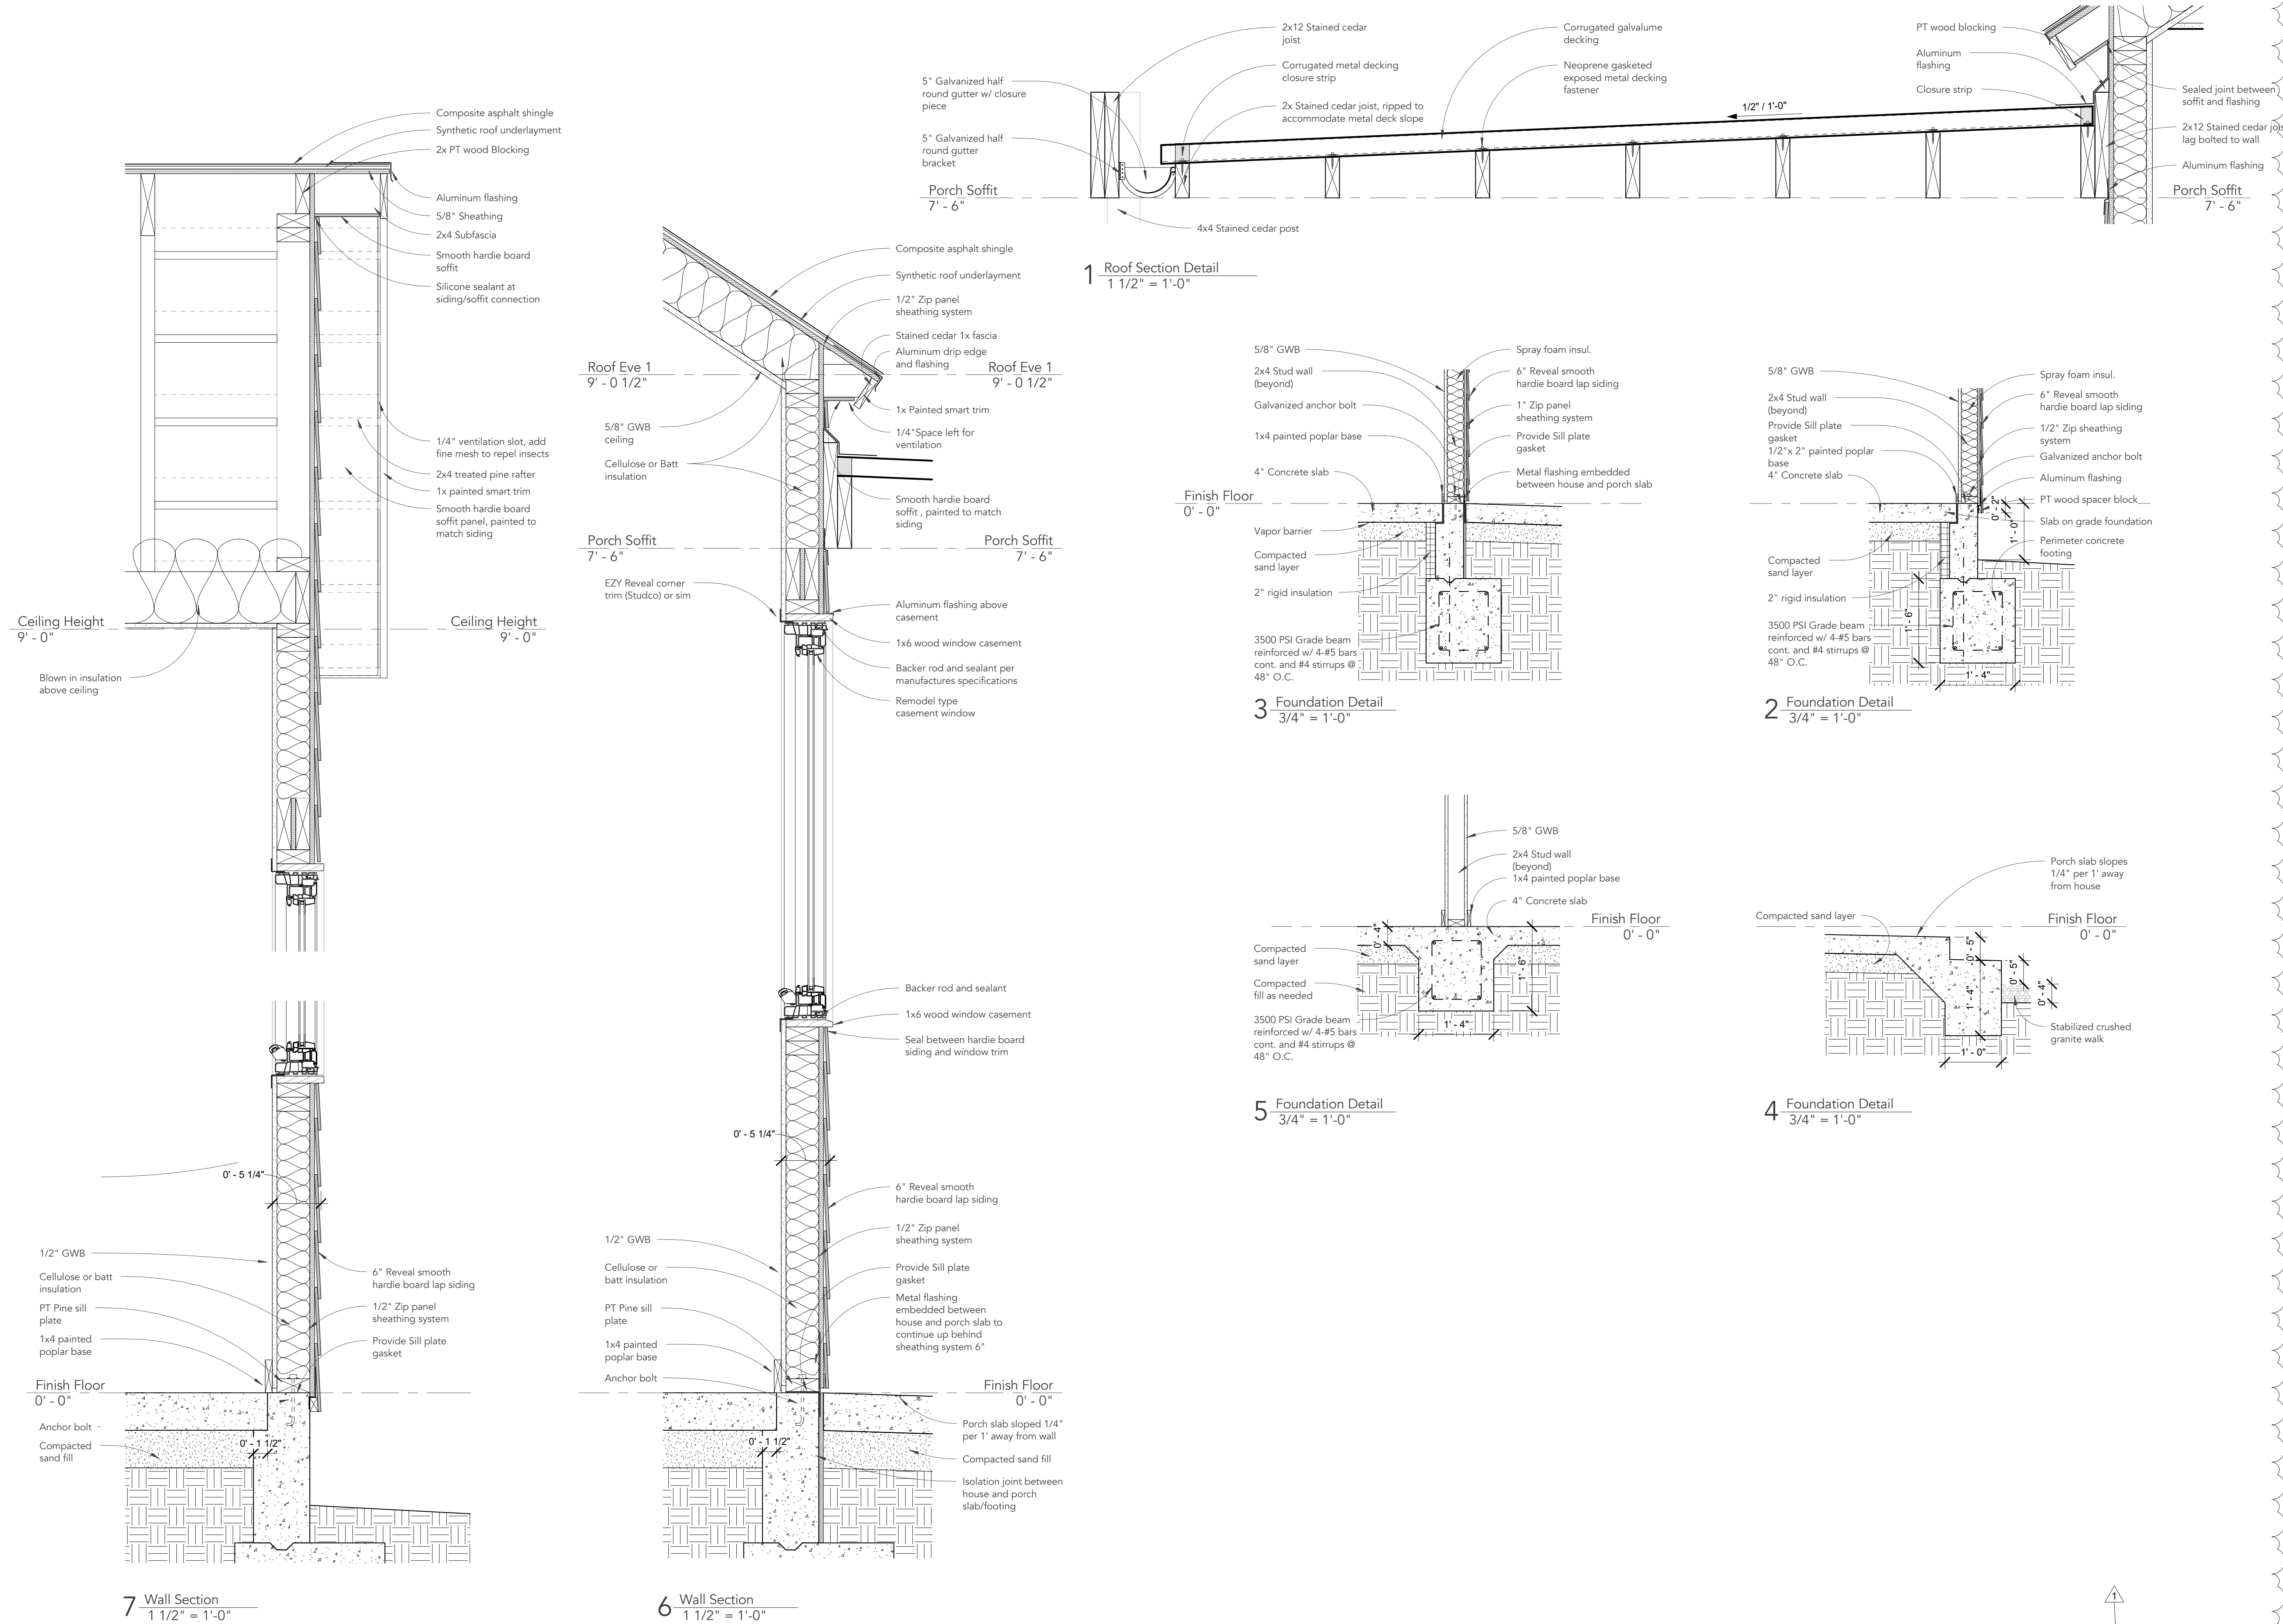 2x12 Stained cedar
joist
Corrugated metal decking
closure strip
2x Stained cedar joist, ripped to
accommodate metal deck slope
Corrugated galvalume
decking
Neoprene gasketed
exposed metal decking
fastener
5" Galvanized half
round gutter w/ closure
piece
5" Galvanized half
round gutter
bracket
Porch Soffit
7' - 6"
4x4 Stained cedar post
1/2" / 1'-0"
PT wood blocking
Aluminum
flashing
Closure strip
Sealed joint between
soffit and flashing
2x12 Stained cedar
lag bolted to wall
Aluminum flashing
Porch Soffit
7' - 6"
1 Roof Section Detail
1 1/2" = 1'-0"
Composite asphalt shingle
Synthetic roof underlayment
2x PT wood Blocking
Aluminum flashing
5/8" Sheathing
2x4 Subfascia
Smooth hardie board
soffit
Silicone sealant at
siding/soffit connection
1/4" ventilation slot, add
fine mesh to repel insects
2x4 treated pine rafter
1x painted smart trim
Smooth hardie board
soffit panel, painted to
match siding
Ceiling Height
9' - 0"
Ceiling Height
9' - 0"
Blown in insulation
above ceiling
0' - 5 1/4"
1/2" GWB
Cellulose or batt
insulation
PT Pine sill
plate
1x4 painted
poplar base
Finish Floor
0' - 0"
Anchor bolt
Compacted
sand fill
0' - 1 1/2"
6" Reveal smooth
hardie board lap siding
1/2" Zip panel
sheathing system
Provide Sill plate
gasket
7 Wall Section
1 1/2" = 1'-0"
Composite asphalt shingle
Synthetic roof underlayment
1/2" Zip panel
sheathing system
Stained cedar 1x fascia
Aluminum drip edge
and flashing
Roof Eve 1
9' - 0 1/2"
Roof Eve 1
9' - 0 1/2"
1x Painted smart trim
1/4"Space left for
ventilation
5/8" GWB
ceiling
Cellulose or Batt
insulation
Smooth hardie board
soffit , painted to match
siding
Porch Soffit
7' - 6"
Porch Soffit
7' - 6"
EZY Reveal corner
trim (Studco) or sim
Aluminum flashing above
casement
1x6 wood window casement
Backer rod and sealant per
manufactures specifications
Remodel type
casement window
Backer rod and sealant
1x6 wood window casement
Seal between hardie board
siding and window trim
0' - 5 1/4"
6" Reveal smooth
hardie board lap siding
1/2" Zip panel
sheathing system
Provide Sill plate
gasket
Metal flashing
embedded between
house and porch slab to
continue up behind
sheathing system 6"
1/2" GWB
Cellulose or
batt insulation
PT Pine sill
plate
1x4 painted
poplar base
Anchor bolt
Finish Floor
0' - 0"
0' - 1 1/2"
Porch slab sloped 1/4"
per 1' away from wall
Compacted sand fill
Isolation joint between
house and porch
slab/footing
6 Wall Section
1 1/2" = 1'-0"
5/8" GWB
2x4 Stud wall
(beyond)
Galvanized anchor bolt
1x4 painted poplar base
4" Concrete slab
Finish Floor
0' - 0"
Vapor barrier
Compacted
sand layer
2" rigid insulation
3500 PSI Grade beam
reinforced w/ 4-#5 bars
cont. and #4 stirrups @
48" O.C.
Spray foam insul.
6" Reveal smooth
hardie board lap siding
1" Zip panel
sheathing system
Provide Sill plate
gasket
Metal flashing embedded
between house and porch slab
3 Foundation Detail
3/4" = 1'-0"
5/8" GWB
2x4 Stud wall
(beyond)
Provide Sill plate
gasket
1/2"x 2" painted poplar
base
4" Concrete slab
Compacted
sand layer
2" rigid insulation
3500 PSI Grade beam
reinforced w/ 4-#5 bars
cont. and #4 stirrups @
48" O.C.
Spray foam insul.
6" Reveal smooth
hardie board lap siding
1/2" Zip sheathing
system
Galvanized anchor bolt
Aluminum flashing
PT wood spacer block
Slab on grade foundation
Perimeter concrete
footing
0' - 2"
1' - 0"
1' - 6"
1' - 4"
2 Foundation Detail
3/4" = 1'-0"
5/8" GWB
2x4 Stud wall
(beyond)
1x4 painted poplar base
4" Concrete slab
Finish Floor
0' - 0"
0' - 4"
1' - 6"
1' - 4"
Compacted
sand layer
Compacted
fill as needed
3500 PSI Grade beam
reinforced w/ 4-#5 bars
cont. and #4 stirrups @
48" O.C.
5 Foundation Detail
3/4" = 1'-0"
Porch slab slopes
1/4" per 1' away
from house
Compacted sand layer
Finish Floor
0' - 0"
0' - 5"
0' - 5"
0' - 4"
1' - 4"
1' - 0"
Stabilized crushed
granite walk
4 Foundation Detail
3/4" = 1'-0"
1